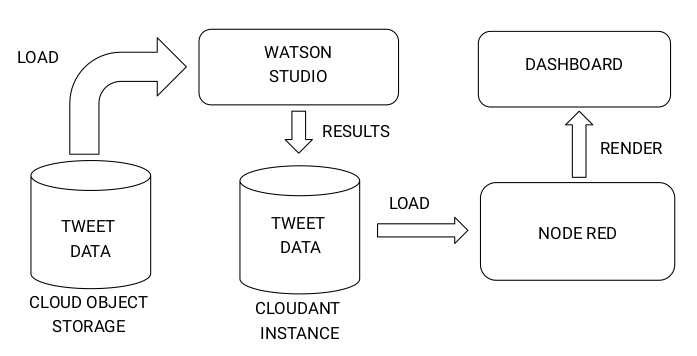 LOAD
WATSON
STUDIO
DASHBOARD
RESULTS
RENDER
TWEET
DATA
TWEET
DATA
LOAD
NODE RED
CLOUD OBJECT
STORAGE
CLOUDANT
INSTANCE